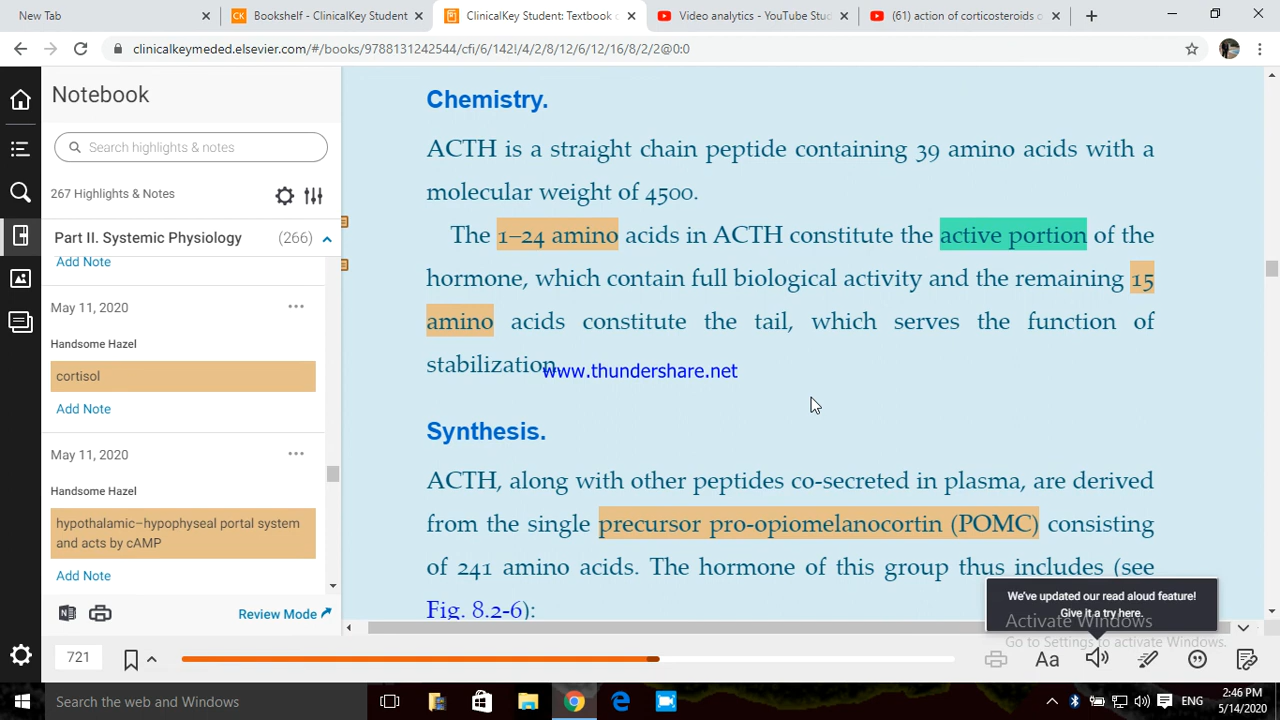 New Tab
Bookshelf - ClinicalKey Student
ClinicalKey Student: Textbook
Video analytics - YouTube Stu
(61) action of corticosteroids
clinicalkeymeded.elsevier.com/#/books/9788131242544/cfi/6/142!/4/2/8/12/6/12/16/8/2/2@0:0
Notebook
Search highlights & notes
267 Highlights & Notes
Part II. Systemic Physiology (266)
Add Note
May 11, 2020
Handsome Hazel
cortisol
Add Note
May 11, 2020
Handsome Hazel
hypothalamic–hypophyseal portal system
and acts by cAMP
Add Note
Review Mode
Chemistry.
ACTH is a straight chain peptide containing 39 amino acids with a
molecular weight of 4500.
The 1–24 amino acids in ACTH constitute the active portion of the
hormone, which contain full biological activity and the remaining 15
amino acids constitute the tail, which serves the function of
stabilization.
www.thundershare.net
Synthesis.
ACTH, along with other peptides co-secreted in plasma, are derived
from the single precursor pro-opiomelanocortin (POMC) consisting
of 241 amino acids. The hormone of this group thus includes (see
Fig. 8.2-6):
We've updated our read aloud feature!
Give it a try here.
Activate Windows
Go to Settings to activate Windows.
721
Aa
Search the web and Windows
ENG
2:46 PM
5/14/2020